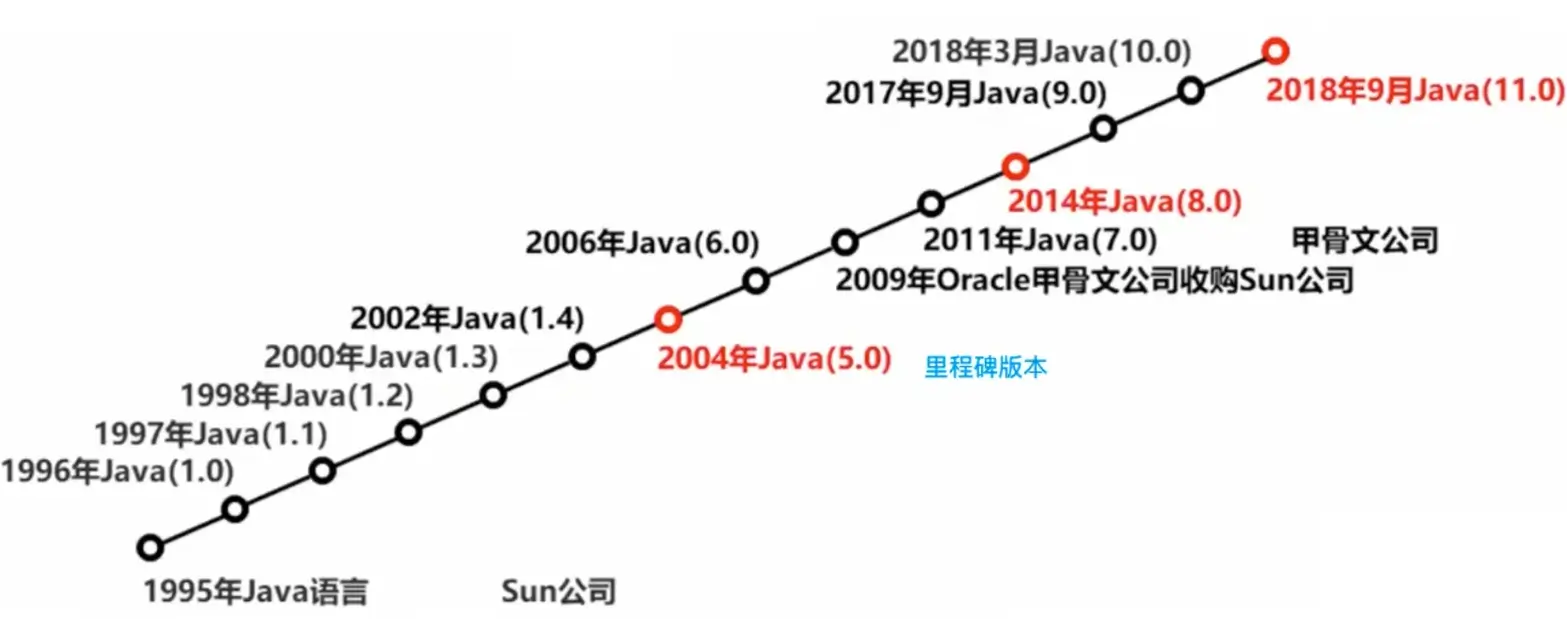 2018年3月Java(10.0)
2018年9月Java(11.0)
2017年9月Java(9.0)
2014年Java(8.0)
2006年Java(6.0)
2011年Java(7.0) 甲骨文公司
2009年Oracle甲骨文公司收购Sun公司
2002年Java(1.4)
2000年Java(1.3)
2004年Java(5.0) 里程碑版本
1998年Java(1.2)
1997年Java(1.1)
1996年Java(1.0)
1995年Java语言 Sun公司